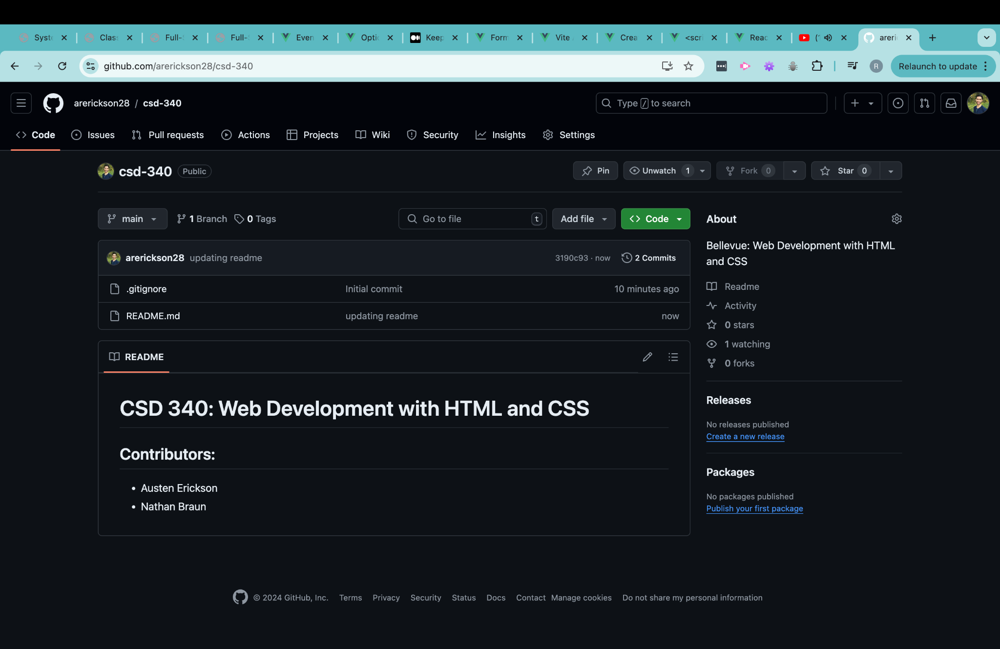 Syst Class Full- Full- Even Optic Keep Form Vite Crea <scri Reac areri
github.com/arerickson28/csd-340 R Relaunch to update
arerickson28 / csd-340 Type / to search
Code Issues Pull requests Actions Projects Wiki Security Insights Settings
csd-340 Public Pin Unwatch 1 Fork 0 Star 0
main 1 Branch 0 Tags Go to file t Add file Code
arerickson28 updating readme 3190c93 · now 2 Commits
.gitignore Initial commit 10 minutes ago
README.md updating readme now
README
CSD 340: Web Development with HTML and CSS
Contributors:
• Austen Erickson
• Nathan Braun
About
Bellevue: Web Development with HTML
and CSS
Readme
Activity
0 stars
1 watching
0 forks
Releases
No releases published
Create a new release
Packages
No packages published
Publish your first package
© 2024 GitHub, Inc. Terms Privacy Security Status Docs Contact Manage cookies Do not share my personal information